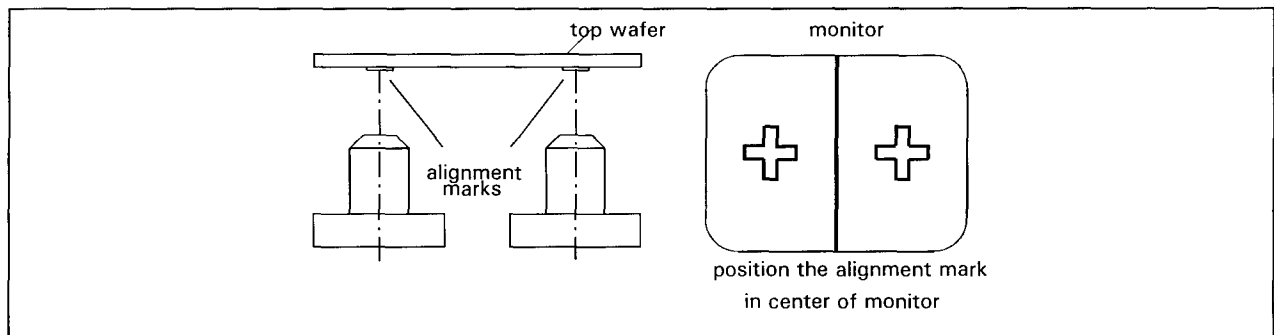 top wafer
monitor
alignment
marks
position the alignment mark
in center of monitor